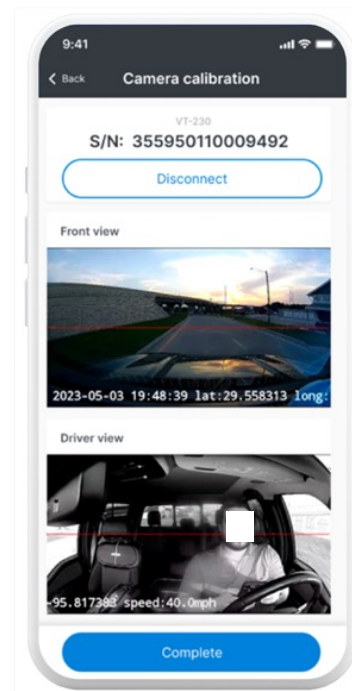 9:41
Back Camera calibration
VT-230
S/N: 355950110009492
Disconnect
Front view
2023-05-03 19:48:39 lat:29.558313 long:
Driver view
-95.817383 speed:40.0mph
Complete